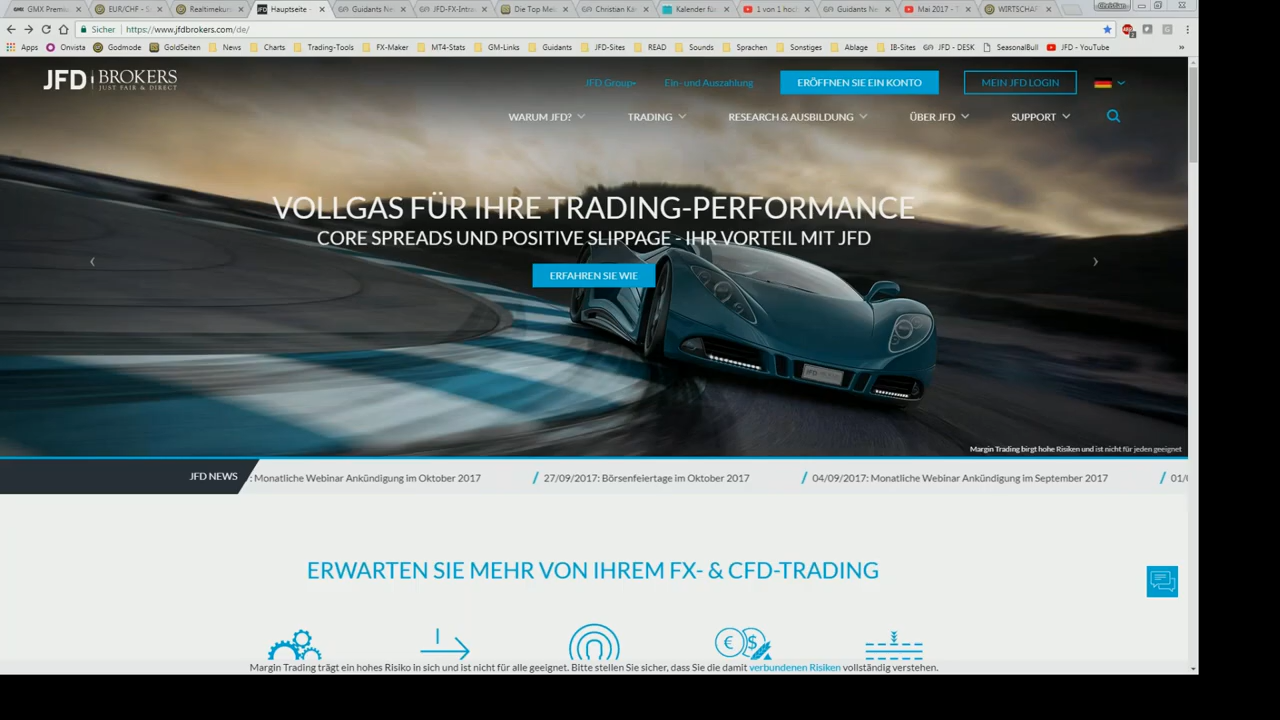 GMX Premiu
EUR/CHF - S
Realtimekurs
Hauptseite -
Guidants Ne
JFD-FX-Intra
Die Top Mel
Christian Kä
Kalender fü
1 von 1 hoc
Guidants Ne
Mai 2017 - T
WIRTSCHAF
Christian
Sicher | https://www.jfdbrokers.com/de/
Apps Onvista Godmode GoldSeiten News Charts Trading-Tools FX-Maker MT4-Stats GM-Links Guidants JFD-Sites READ Sounds Sprachen Sonstiges Ablage IB-Sites JFD - DESK SeasonalBull JFD - YouTube »
JFD BROKERS
JUST FAIR & DIRECT
JFD Group Ein- und Auszahlung ERÖFFNEN SIE EIN KONTO MEIN JFD LOGIN
WARUM JFD? TRADING RESEARCH & AUSBILDUNG ÜBER JFD SUPPORT
VOLLGAS FÜR IHRE TRADING-PERFORMANCE
CORE SPREADS UND POSITIVE SLIPPAGE - IHR VORTEIL MIT JFD
ERFAHREN SIE WIE
Margin Trading birgt hohe Risiken und ist nicht für jeden geeignet
JFD NEWS : Monatliche Webinar Ankündigung im Oktober 2017 / 27/09/2017: Börsenfeiertage im Oktober 2017 / 04/09/2017: Monatliche Webinar Ankündigung im September 2017 / 01/0
ERWARTEN SIE MEHR VON IHREM FX- & CFD-TRADING
€ $
Margin Trading trägt ein hohes Risiko in sich und ist nicht für alle geeignet. Bitte stellen Sie sicher, dass Sie die damit verbundenen Risiken vollständig verstehen.